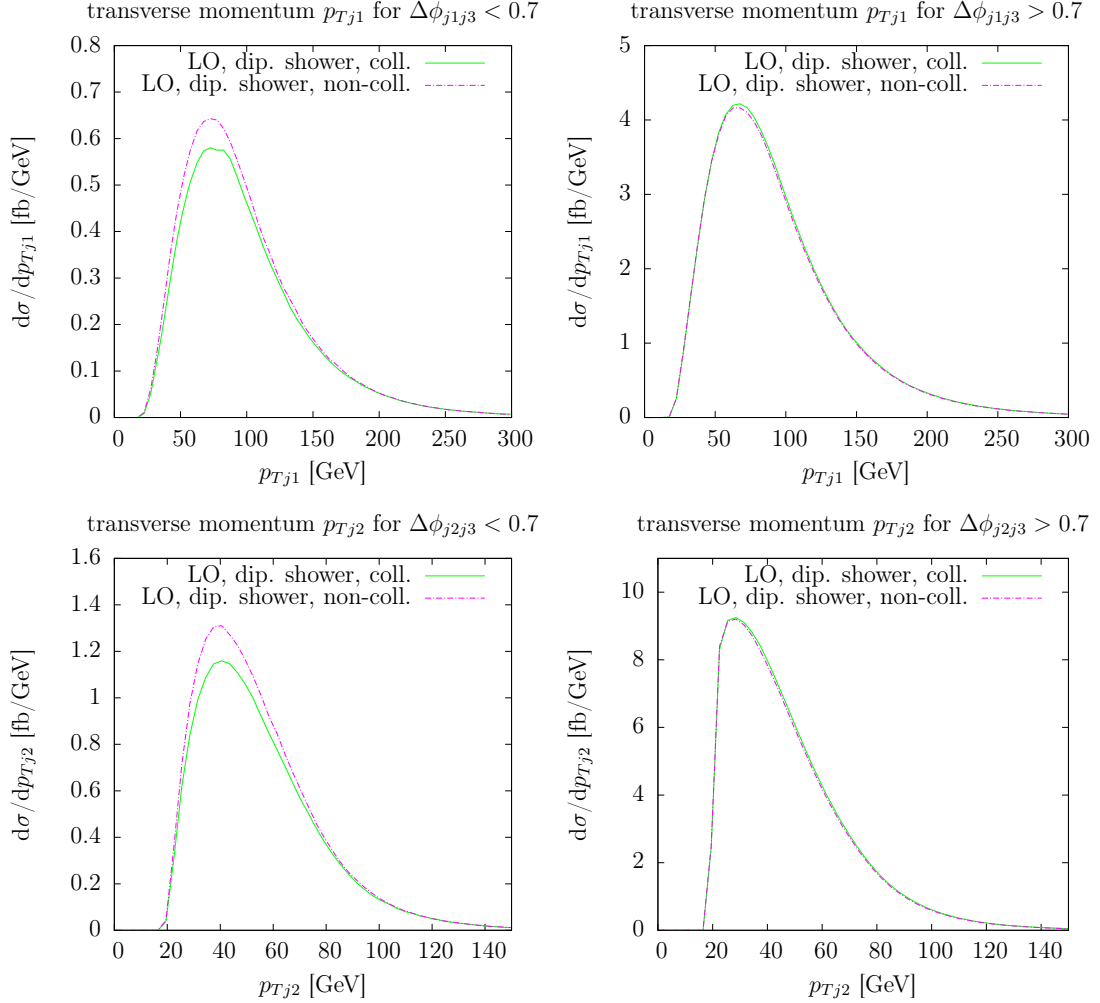 transverse momentum p_{Tj1} for Δϕ_{j1j3} < 0.7
LO, dip. shower, coll.
LO, dip. shower, non-coll.
dσ/dp_{Tj1} [fb/GeV]
0.8
0.7
0.6
0.5
0.4
0.3
0.2
0.1
0
0 50 100 150 200 250 300
p_{Tj1} [GeV]
transverse momentum p_{Tj1} for Δϕ_{j1j3} > 0.7
LO, dip. shower, coll.
LO, dip. shower, non-coll.
dσ/dp_{Tj1} [fb/GeV]
5
4
3
2
1
0
0 50 100 150 200 250 300
p_{Tj1} [GeV]
transverse momentum p_{Tj2} for Δϕ_{j2j3} < 0.7
LO, dip. shower, coll.
LO, dip. shower, non-coll.
dσ/dp_{Tj2} [fb/GeV]
1.6
1.4
1.2
1
0.8
0.6
0.4
0.2
0
0 20 40 60 80 100 120 140
p_{Tj2} [GeV]
transverse momentum p_{Tj2} for Δϕ_{j2j3} > 0.7
LO, dip. shower, coll.
LO, dip. shower, non-coll.
dσ/dp_{Tj2} [fb/GeV]
10
8
6
4
2
0
0 20 40 60 80 100 120 140
p_{Tj2} [GeV]